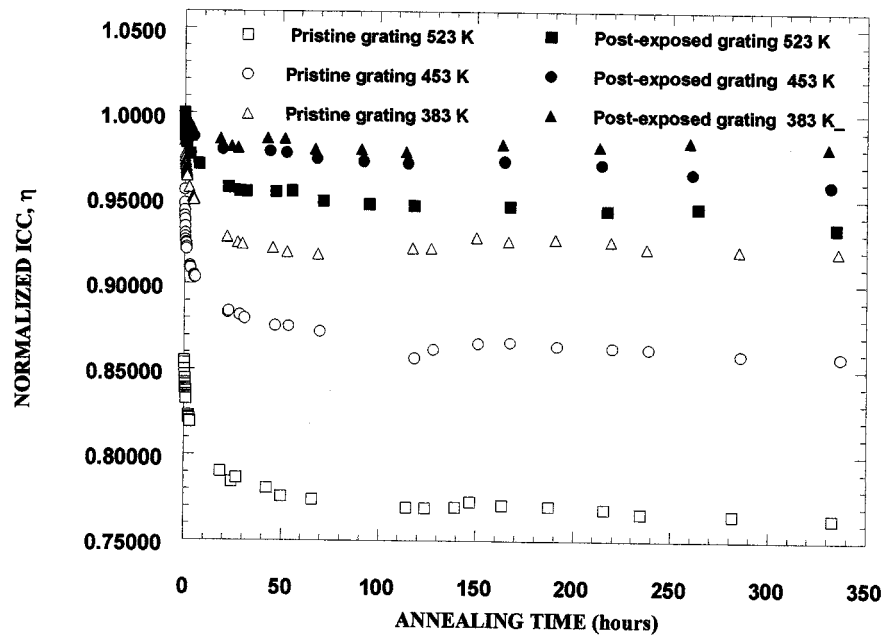 1.0500
1.0000
0.95000
0.90000
0.85000
0.80000
0.75000
NORMALIZED ICC, η
Pristine grating 523 K
Pristine grating 453 K
Pristine grating 383 K
Post-exposed grating 523 K
Post-exposed grating 453 K
Post-exposed grating 383 K
0 50 100 150 200 250 300 350
ANNEALING TIME (hours)